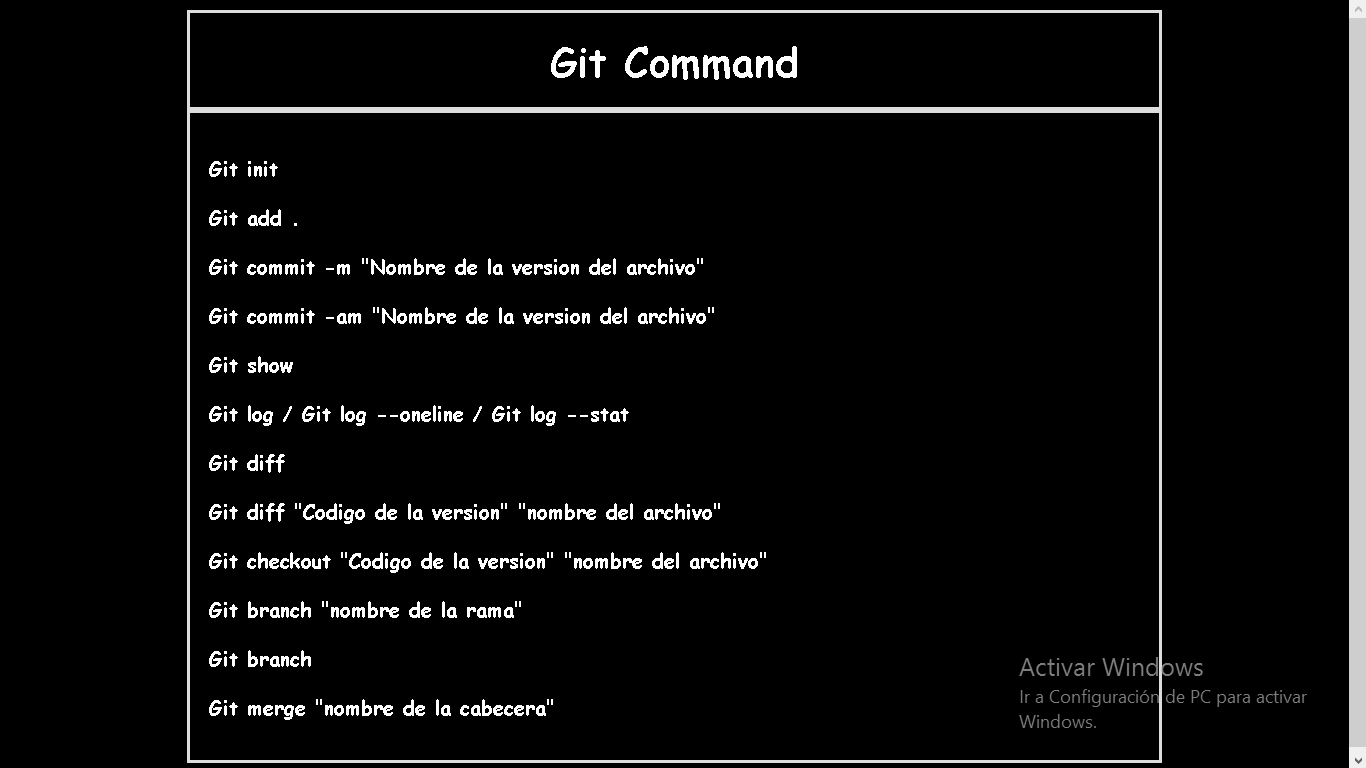 Git Command
Git init
Git add .
Git commit -m "Nombre de la version del archivo"
Git commit -am "Nombre de la version del archivo"
Git show
Git log / Git log --oneline / Git log --stat
Git diff
Git diff "Codigo de la version" "nombre del archivo"
Git checkout "Codigo de la version" "nombre del archivo"
Git branch "nombre de la rama"
Git branch
Git merge "nombre de la cabecera"
Activar Windows
Ir a Configuración de PC para activar
Windows.